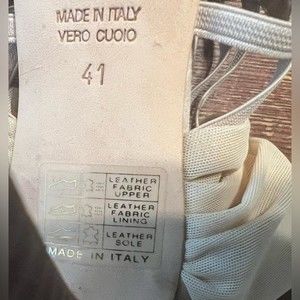 MADE IN ITALY
VERO CUOIO
41
LEATHER
FABRIC
UPPER
LEATHER
FABRIC
LINING
LEATHER
SOLE
MADE IN ITALY